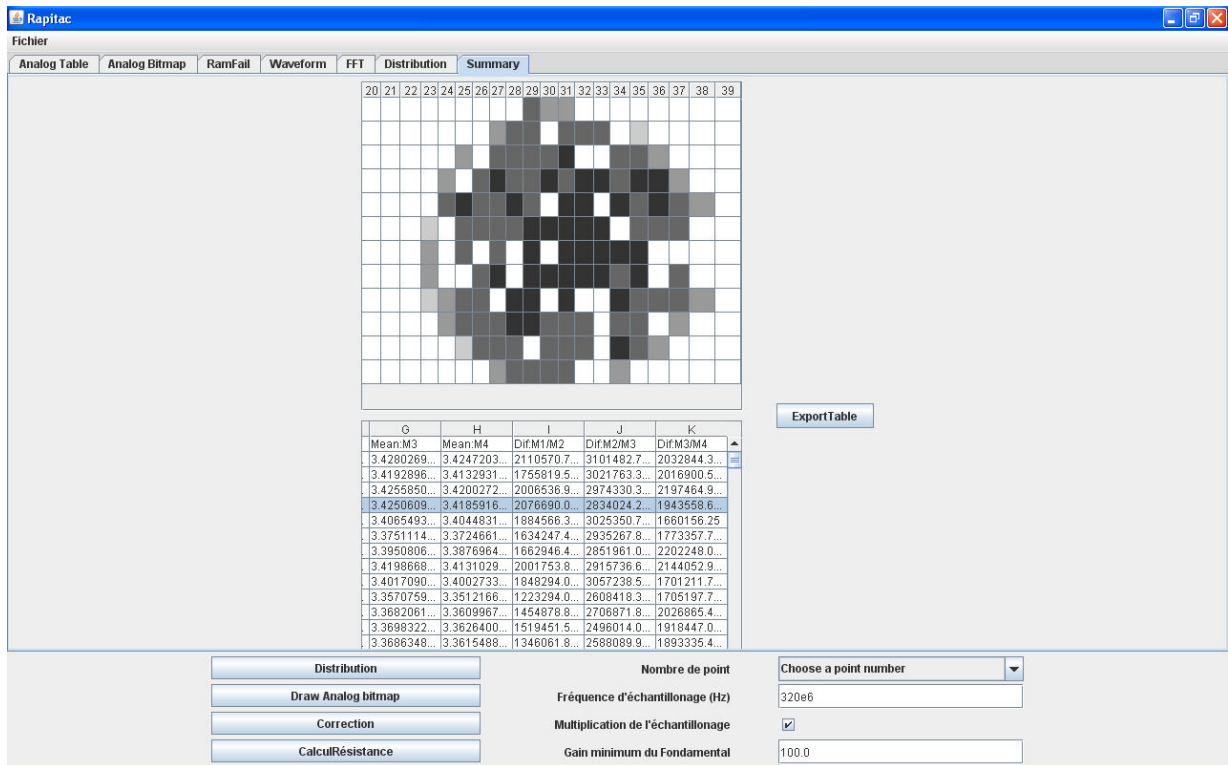 Rapitac
Fichier
Analog Table Analog Bitmap RamFail Waveform FFT Distribution Summary
20 21 22 23 24 25 26 27 28 29 30 31 32 33 34 35 36 37 38 39
ExportTable
G H I J K
Mean:M3 Mean:M4 Dif:M1/M2 Dif:M2/M3 Dif:M3/M4
3.4280269... 3.4247203... 2110570.7... 3101482.7... 2032844.3...
3.4192896... 3.4132931... 1755819.5... 3021763.3... 2016900.5...
3.4255850... 3.4200272... 2006536.9... 2974330.3... 2197464.9...
3.4250609... 3.4185916... 2076690.0... 2834024.2... 1943558.6...
3.4065493... 3.4044831... 1884566.3... 3025350.7... 1660156.25
3.3751114... 3.3724661... 1634247.4... 2935267.8... 1773357.7...
3.3950806... 3.3876964... 1662946.4... 2851961.0... 2202248.0...
3.4198668... 3.4131029... 2001753.8... 2915736.6... 2144052.9...
3.4017090... 3.4002733... 1848294.0... 3057238.5... 1701211.7...
3.3570759... 3.3512166... 1223294.0... 2608418.3... 1705197.7...
3.3682061... 3.3609967... 1454878.8... 2706871.8... 2026865.4...
3.3698322... 3.3626400... 1519451.5... 2496014.0... 1918447.0...
3.3686348... 3.3615488... 1346061.8... 2588089.9... 1893335.4...
Distribution Nombre de point Choose a point number
Draw Analog bitmap Fréquence d'échantillonage (Hz) 320e6
Correction Multiplication de l'échantillonage
CalculRésistance Gain minimum du Fondamental 100.0